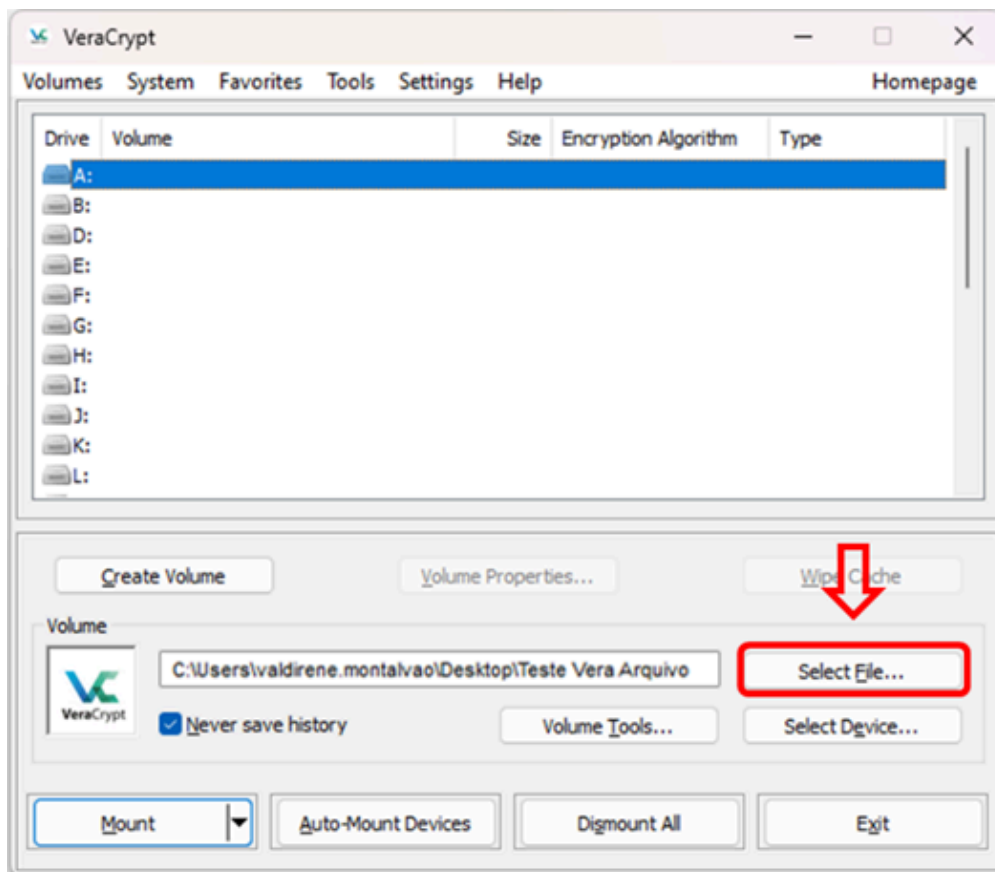 VeraCrypt
Volumes System Favorites Tools Settings Help Homepage
Drive Volume Size Encryption Algorithm Type
A:
B:
D:
E:
F:
G:
H:
I:
J:
K:
L:
Create Volume Volume Properties... Wipe Cache
Volume
C:\Users\valdirene.montalvao\Desktop\Teste Vera Arquivo Select File...
VeraCrypt
Never save history Volume Tools... Select Device...
Mount Auto-Mount Devices Dismount All Exit